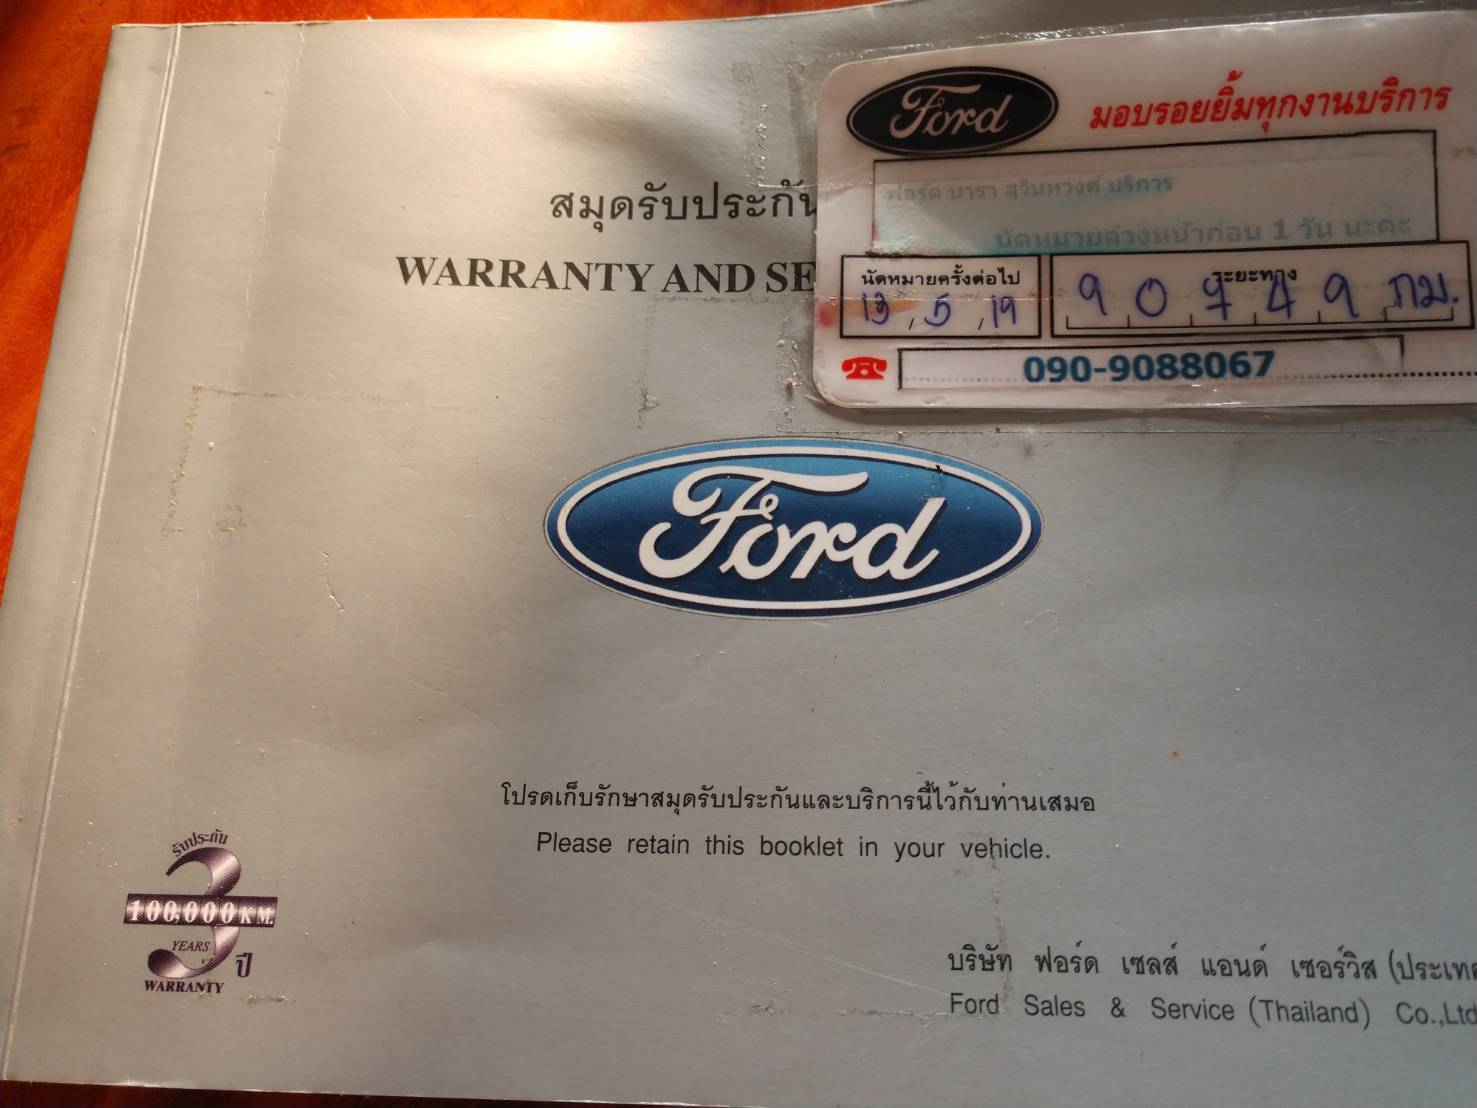 Ford
มอบรอยยิ้มทุกงานบริการ
ฟอร์ด นารา สุวินทวงศ์ บริการ
นัดหมายล่วงหน้าก่อน 1 วัน นะคะ
นัดหมายครั้งต่อไป
13, 5, 19
ระยะทาง
90749 กม.
090-9088067
สมุดรับประกัน
WARRANTY AND SE
Ford
โปรดเก็บรักษาสมุดรับประกันและบริการนี้ไว้กับท่านเสมอ
Please retain this booklet in your vehicle.
รับประกัน
3
100,000 KM.
YEARS
ปี
WARRANTY
บริษัท ฟอร์ด เซลส์ แอนด์ เซอร์วิส (ประเทศ
Ford Sales & Service (Thailand) Co.,Ltd